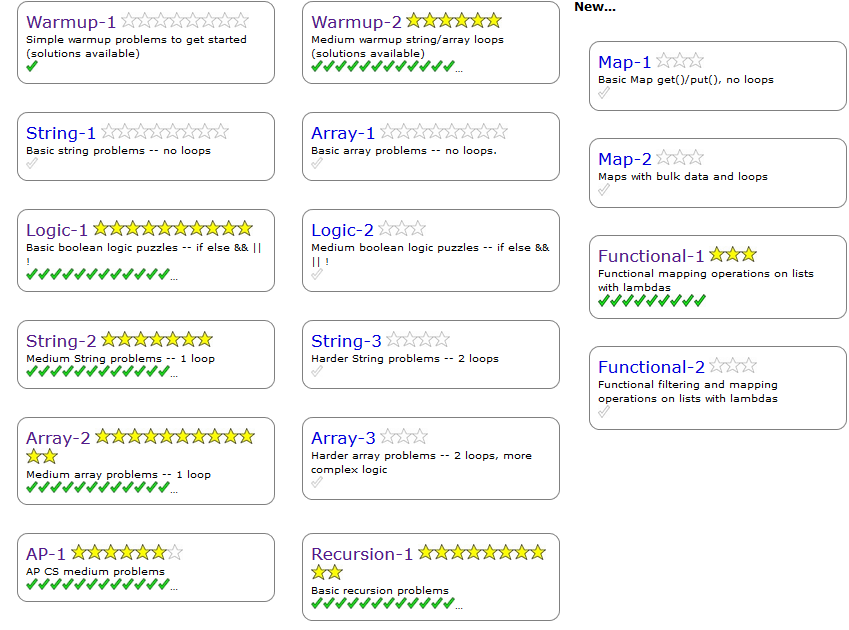 New...
Warmup-1
Simple warmup problems to get started
(solutions available)
Warmup-2
Medium warmup string/array loops
(solutions available)
...
Map-1
Basic Map get()/put(), no loops
String-1
Basic string problems -- no loops
Array-1
Basic array problems -- no loops.
Map-2
Maps with bulk data and loops
Logic-1
Basic boolean logic puzzles -- if else && ||
!
...
Logic-2
Medium boolean logic puzzles -- if else &&
|| !
Functional-1
Functional mapping operations on lists
with lambdas
String-2
Medium String problems -- 1 loop
...
String-3
Harder String problems -- 2 loops
Functional-2
Functional filtering and mapping
operations on lists with lambdas
Array-2
Medium array problems -- 1 loop
...
Array-3
Harder array problems -- 2 loops, more
complex logic
AP-1
AP CS medium problems
...
Recursion-1
Basic recursion problems
...